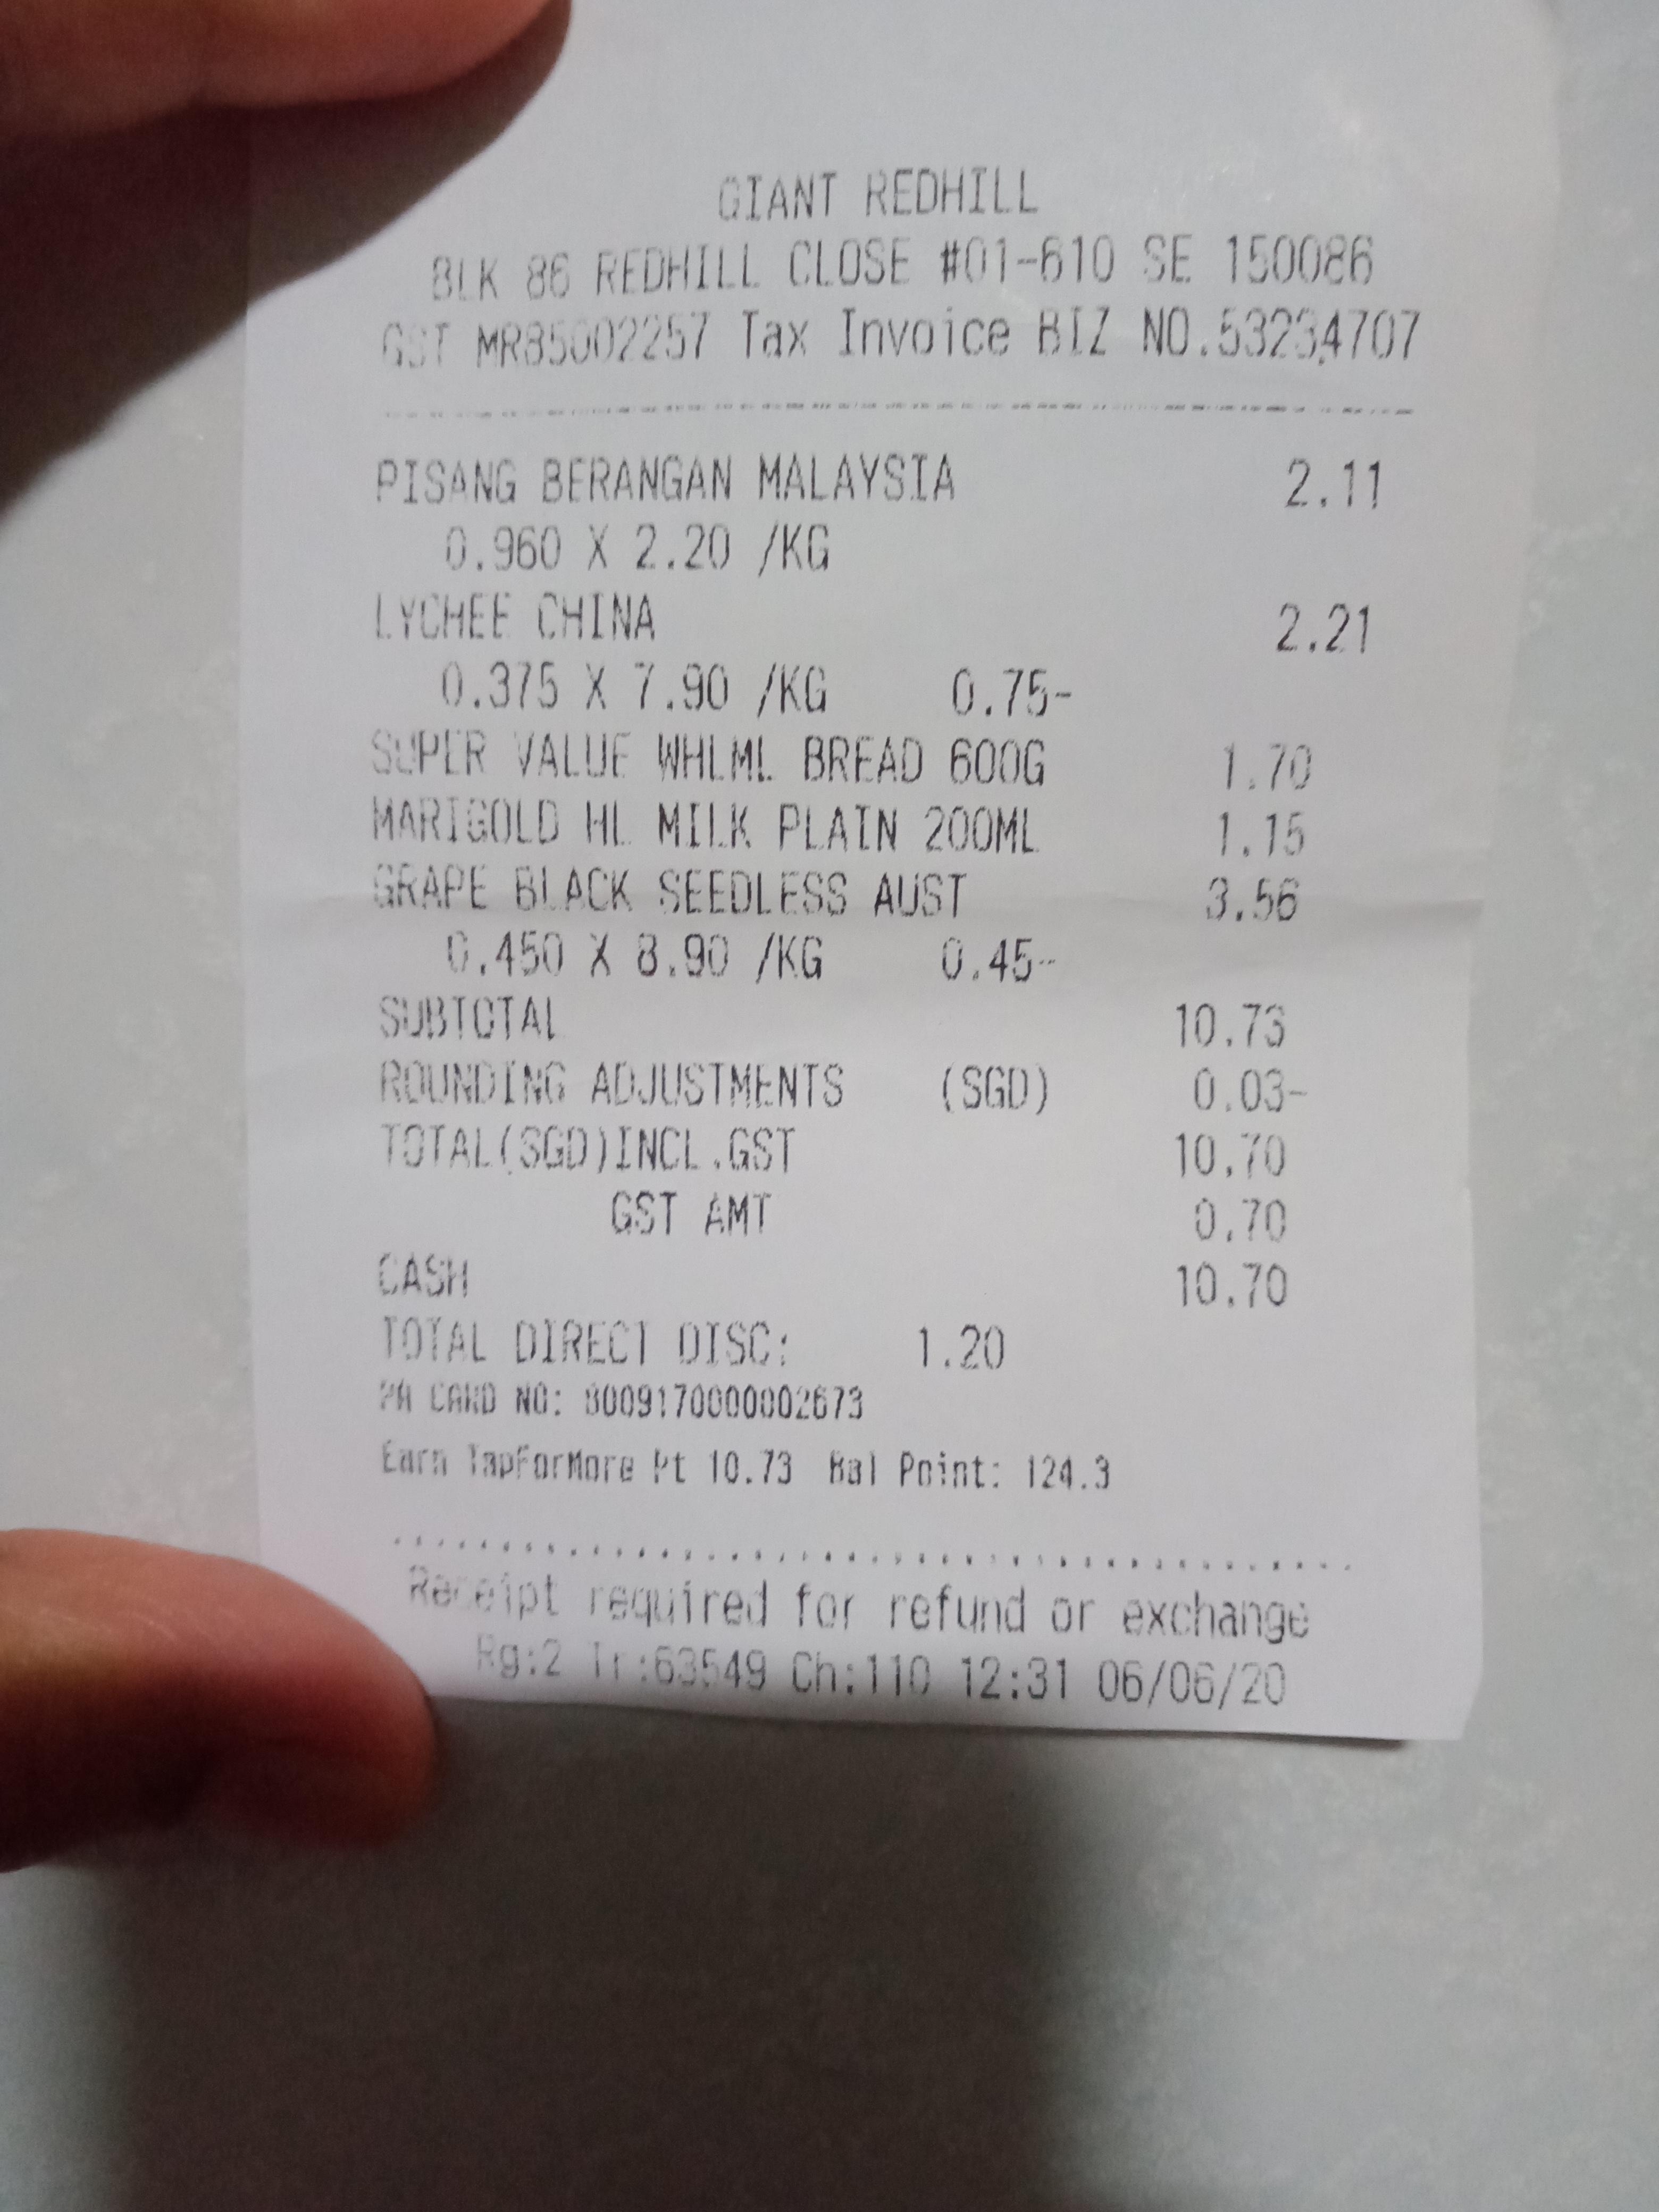 GIANT REDHILL
BLK 86 REDHILL CLOSE #01-610 SE 150086
GST MR85002257 Tax Invoice BIZ NO.53234707
PISANG BERANGAN MALAYSIA 2.11
0.960 X 2.20 /KG
LYCHEE CHINA 2.21
0.375 X 7.90 /KG 0.75-
SUPER VALUE WHLML BREAD 600G 1.70
MARIGOLD HL MILK PLAIN 200ML 1.15
GRAPE BLACK SEEDLESS AUST 3.56
0.450 X 8.90 /KG 0.45-
SUBTOTAL 10.73
ROUNDING ADJUSTMENTS (SGD) 0.03-
TOTAL(SGD)INCL.GST 10.70
GST AMT 0.70
CASH 10.70
TOTAL DIRECT DISC: 1.20
PA CARD NO: 8009170000002673
Earn TapForMore Pt 10.73 Bal Point: 124.3
Receipt required for refund or exchange
Rg:2 Tr:63549 Ch:110 12:31 06/06/20